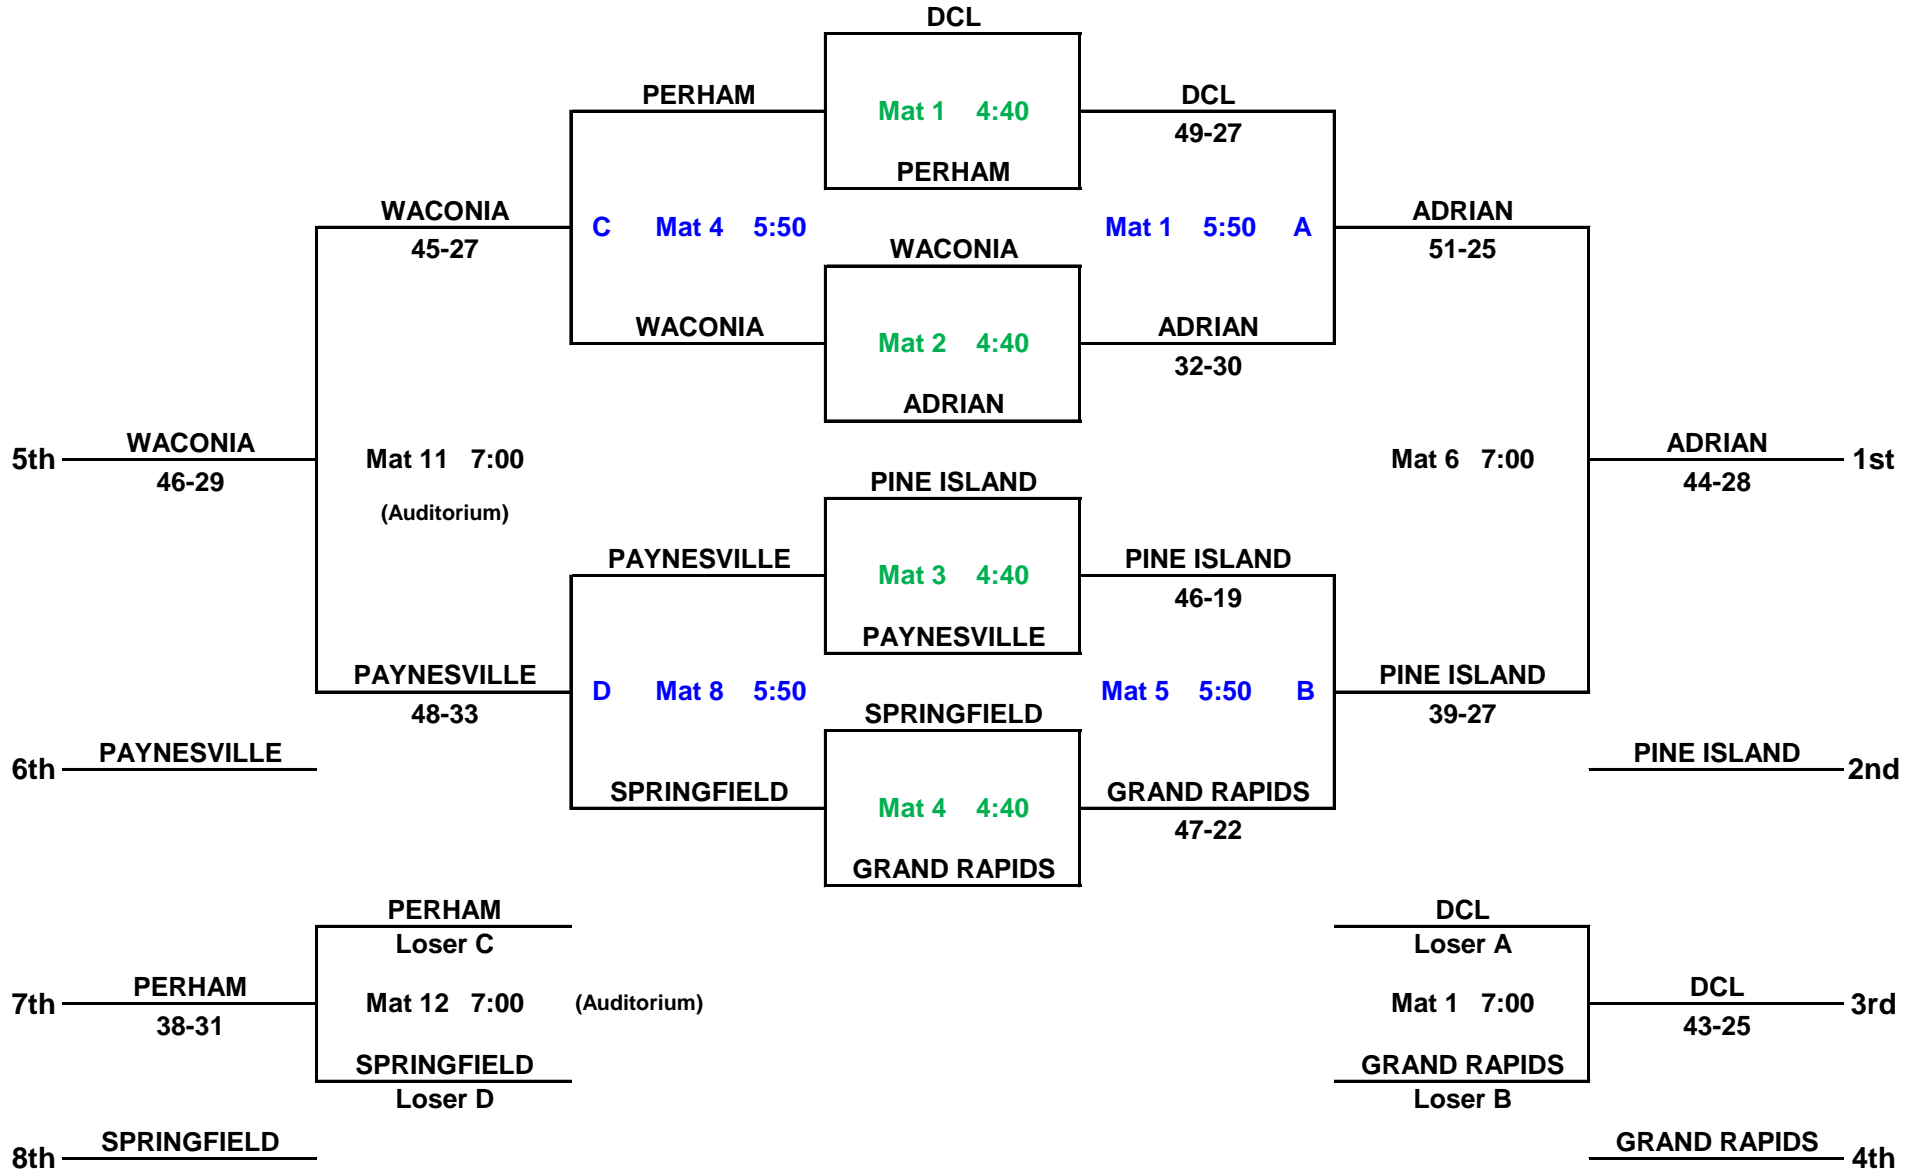 DCL
PERHAM
Mat 1 4:40
DCL
49-27
PERHAM
WACONIA
45-27
C Mat 4 5:50
Mat 1 5:50 A
ADRIAN
51-25
WACONIA
WACONIA
Mat 2 4:40
ADRIAN
32-30
ADRIAN
5th
WACONIA
46-29
Mat 11 7:00
(Auditorium)
Mat 6 7:00
ADRIAN
44-28
1st
PINE ISLAND
PAYNESVILLE
Mat 3 4:40
PINE ISLAND
46-19
PAYNESVILLE
PAYNESVILLE
48-33
D Mat 8 5:50
Mat 5 5:50 B
PINE ISLAND
39-27
SPRINGFIELD
6th
PAYNESVILLE
PINE ISLAND
2nd
SPRINGFIELD
Mat 4 4:40
GRAND RAPIDS
47-22
GRAND RAPIDS
PERHAM
Loser C
DCL
Loser A
7th
PERHAM
38-31
Mat 12 7:00 (Auditorium)
Mat 1 7:00
DCL
43-25
3rd
SPRINGFIELD
Loser D
GRAND RAPIDS
Loser B
8th
SPRINGFIELD
GRAND RAPIDS
4th